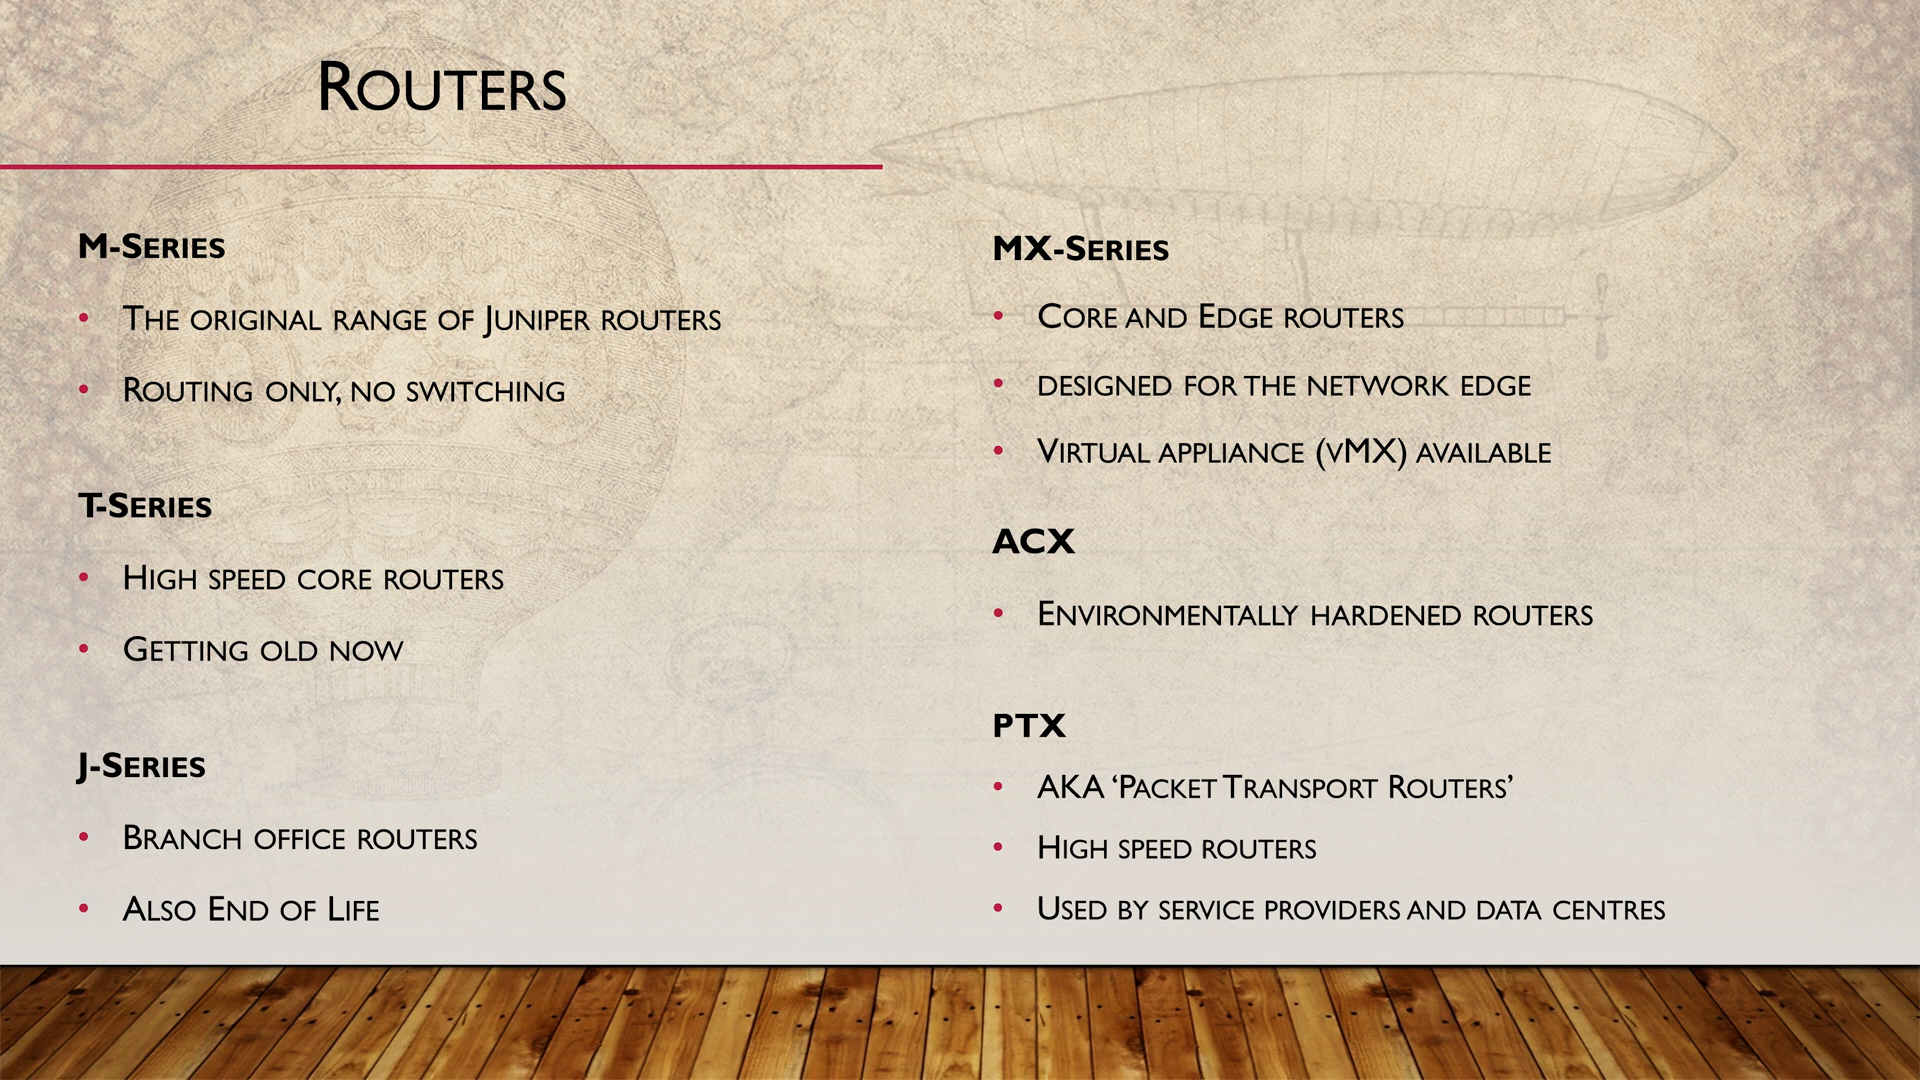 Routers
M-Series
The original range of Juniper routers
Routing only, no switching
T-Series
High speed core routers
Getting old now
J-Series
Branch office routers
Also End of Life
MX-Series
Core and Edge routers
designed for the network edge
Virtual appliance (vMX) available
ACX
Environmentally hardened routers
PTX
AKA ‘Packet Transport Routers’
High speed routers
Used by service providers and data centres